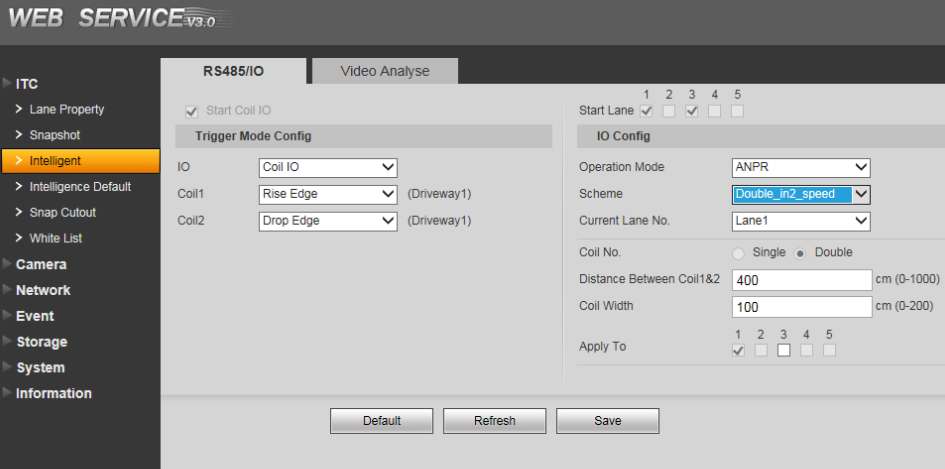 WEB SERVICE V3.0
ITC
Lane Property
Snapshot
Intelligent
Intelligence Default
Snap Cutout
White List
Camera
Network
Event
Storage
System
Information
RS485/IO
Video Analyse
Start Coil IO
Trigger Mode Config
IO Coil IO
Coil1 Rise Edge (Driveway1)
Coil2 Drop Edge (Driveway1)
1 2 3 4 5
Start Lane
IO Config
Operation Mode ANPR
Scheme Double_in2_speed
Current Lane No. Lane1
Coil No. Single Double
Distance Between Coil1&2 400 cm (0-1000)
Coil Width 100 cm (0-200)
1 2 3 4 5
Apply To
Default Refresh Save